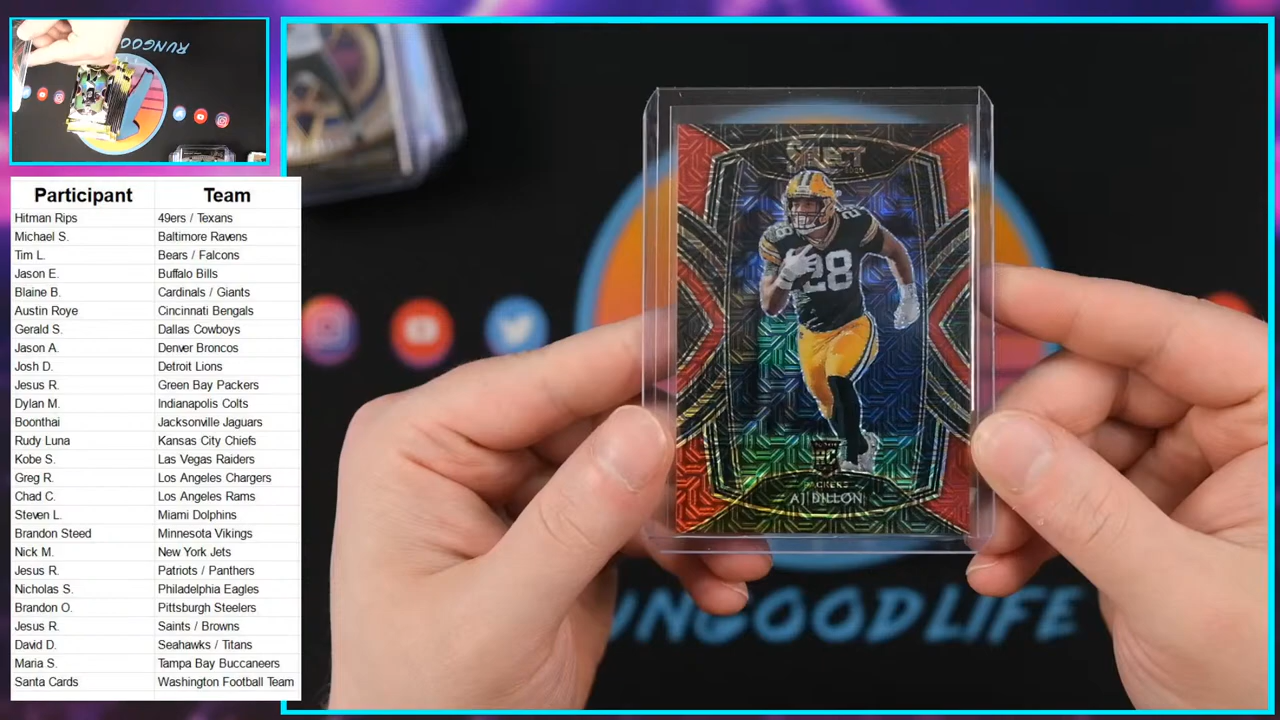 RUNGOODLIFE
Participant Team
Hitman Rips 49ers / Texans
Michael S. Baltimore Ravens
Tim L. Bears / Falcons
Jason E. Buffalo Bills
Blaine B. Cardinals / Giants
Austin Roye Cincinnati Bengals
Gerald S. Dallas Cowboys
Jason A. Denver Broncos
Josh D. Detroit Lions
Jesus R. Green Bay Packers
Dylan M. Indianapolis Colts
Boonthai Jacksonville Jaguars
Rudy Luna Kansas City Chiefs
Kobe S. Las Vegas Raiders
Greg R. Los Angeles Chargers
Chad C. Los Angeles Rams
Steven L. Miami Dolphins
Brandon Steed Minnesota Vikings
Nick M. New York Jets
Jesus R. Patriots / Panthers
Nicholas S. Philadelphia Eagles
Brandon O. Pittsburgh Steelers
Jesus R. Saints / Browns
David D. Seahawks / Titans
Maria S. Tampa Bay Buccaneers
Santa Cards Washington Football Team
28
28
PACKERS
AJ DILLON
RUNGOODLIFE